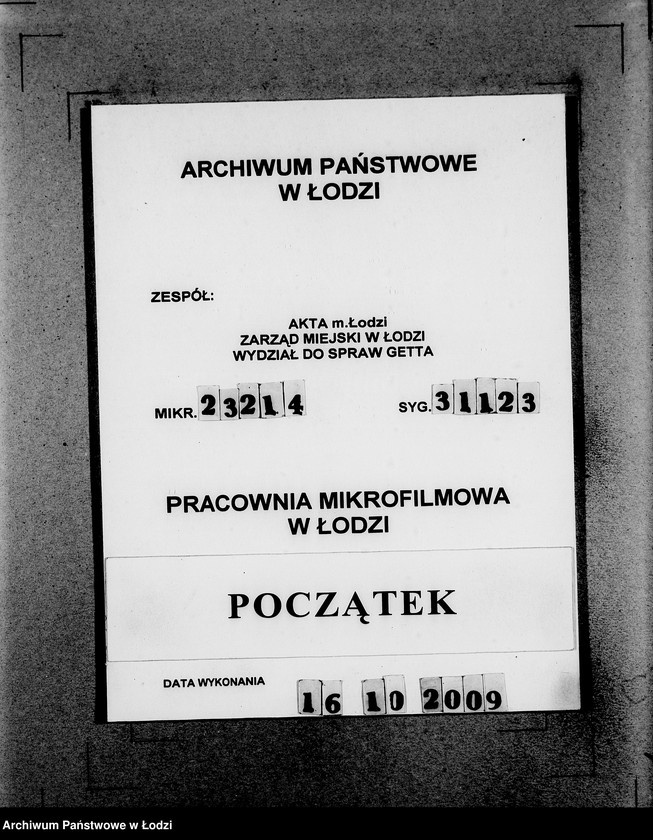 ARCHIWUM PAŃSTWOWE
W ŁODZI
ZESPÓŁ:
AKTA m.Łodzi
ZARZĄD MIEJSKI W ŁODZI
WYDZIAŁ DO SPRAW GETTA
MIKR. 23214 SYG. 31123
PRACOWNIA MIKROFILMOWA
W ŁODZI
POCZĄTEK
DATA WYKONANIA 16 10 2009
Archiwum Państwowe w Łodzi